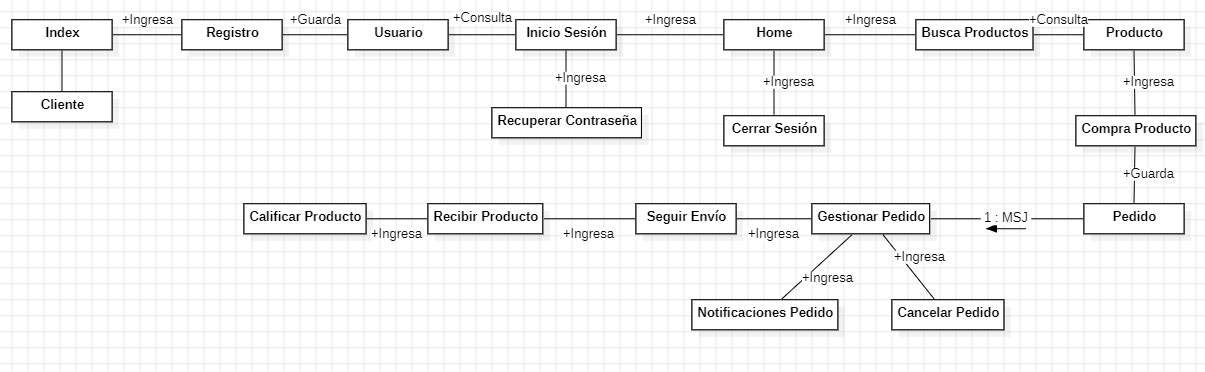 +Ingresa
+Guarda
+Consulta
+Ingresa
+Ingresa
+Consulta
Index
Registro
Usuario
Inicio Sesión
Home
Busca Productos
Producto
+Ingresa
+Ingresa
+Ingresa
Cliente
Recuperar Contraseña
Cerrar Sesión
Compra Producto
+Guarda
Calificar Producto
Recibir Producto
Seguir Envío
Gestionar Pedido
1 : MSJ
Pedido
+Ingresa
+Ingresa
+Ingresa
+Ingresa
+Ingresa
Notificaciones Pedido
Cancelar Pedido